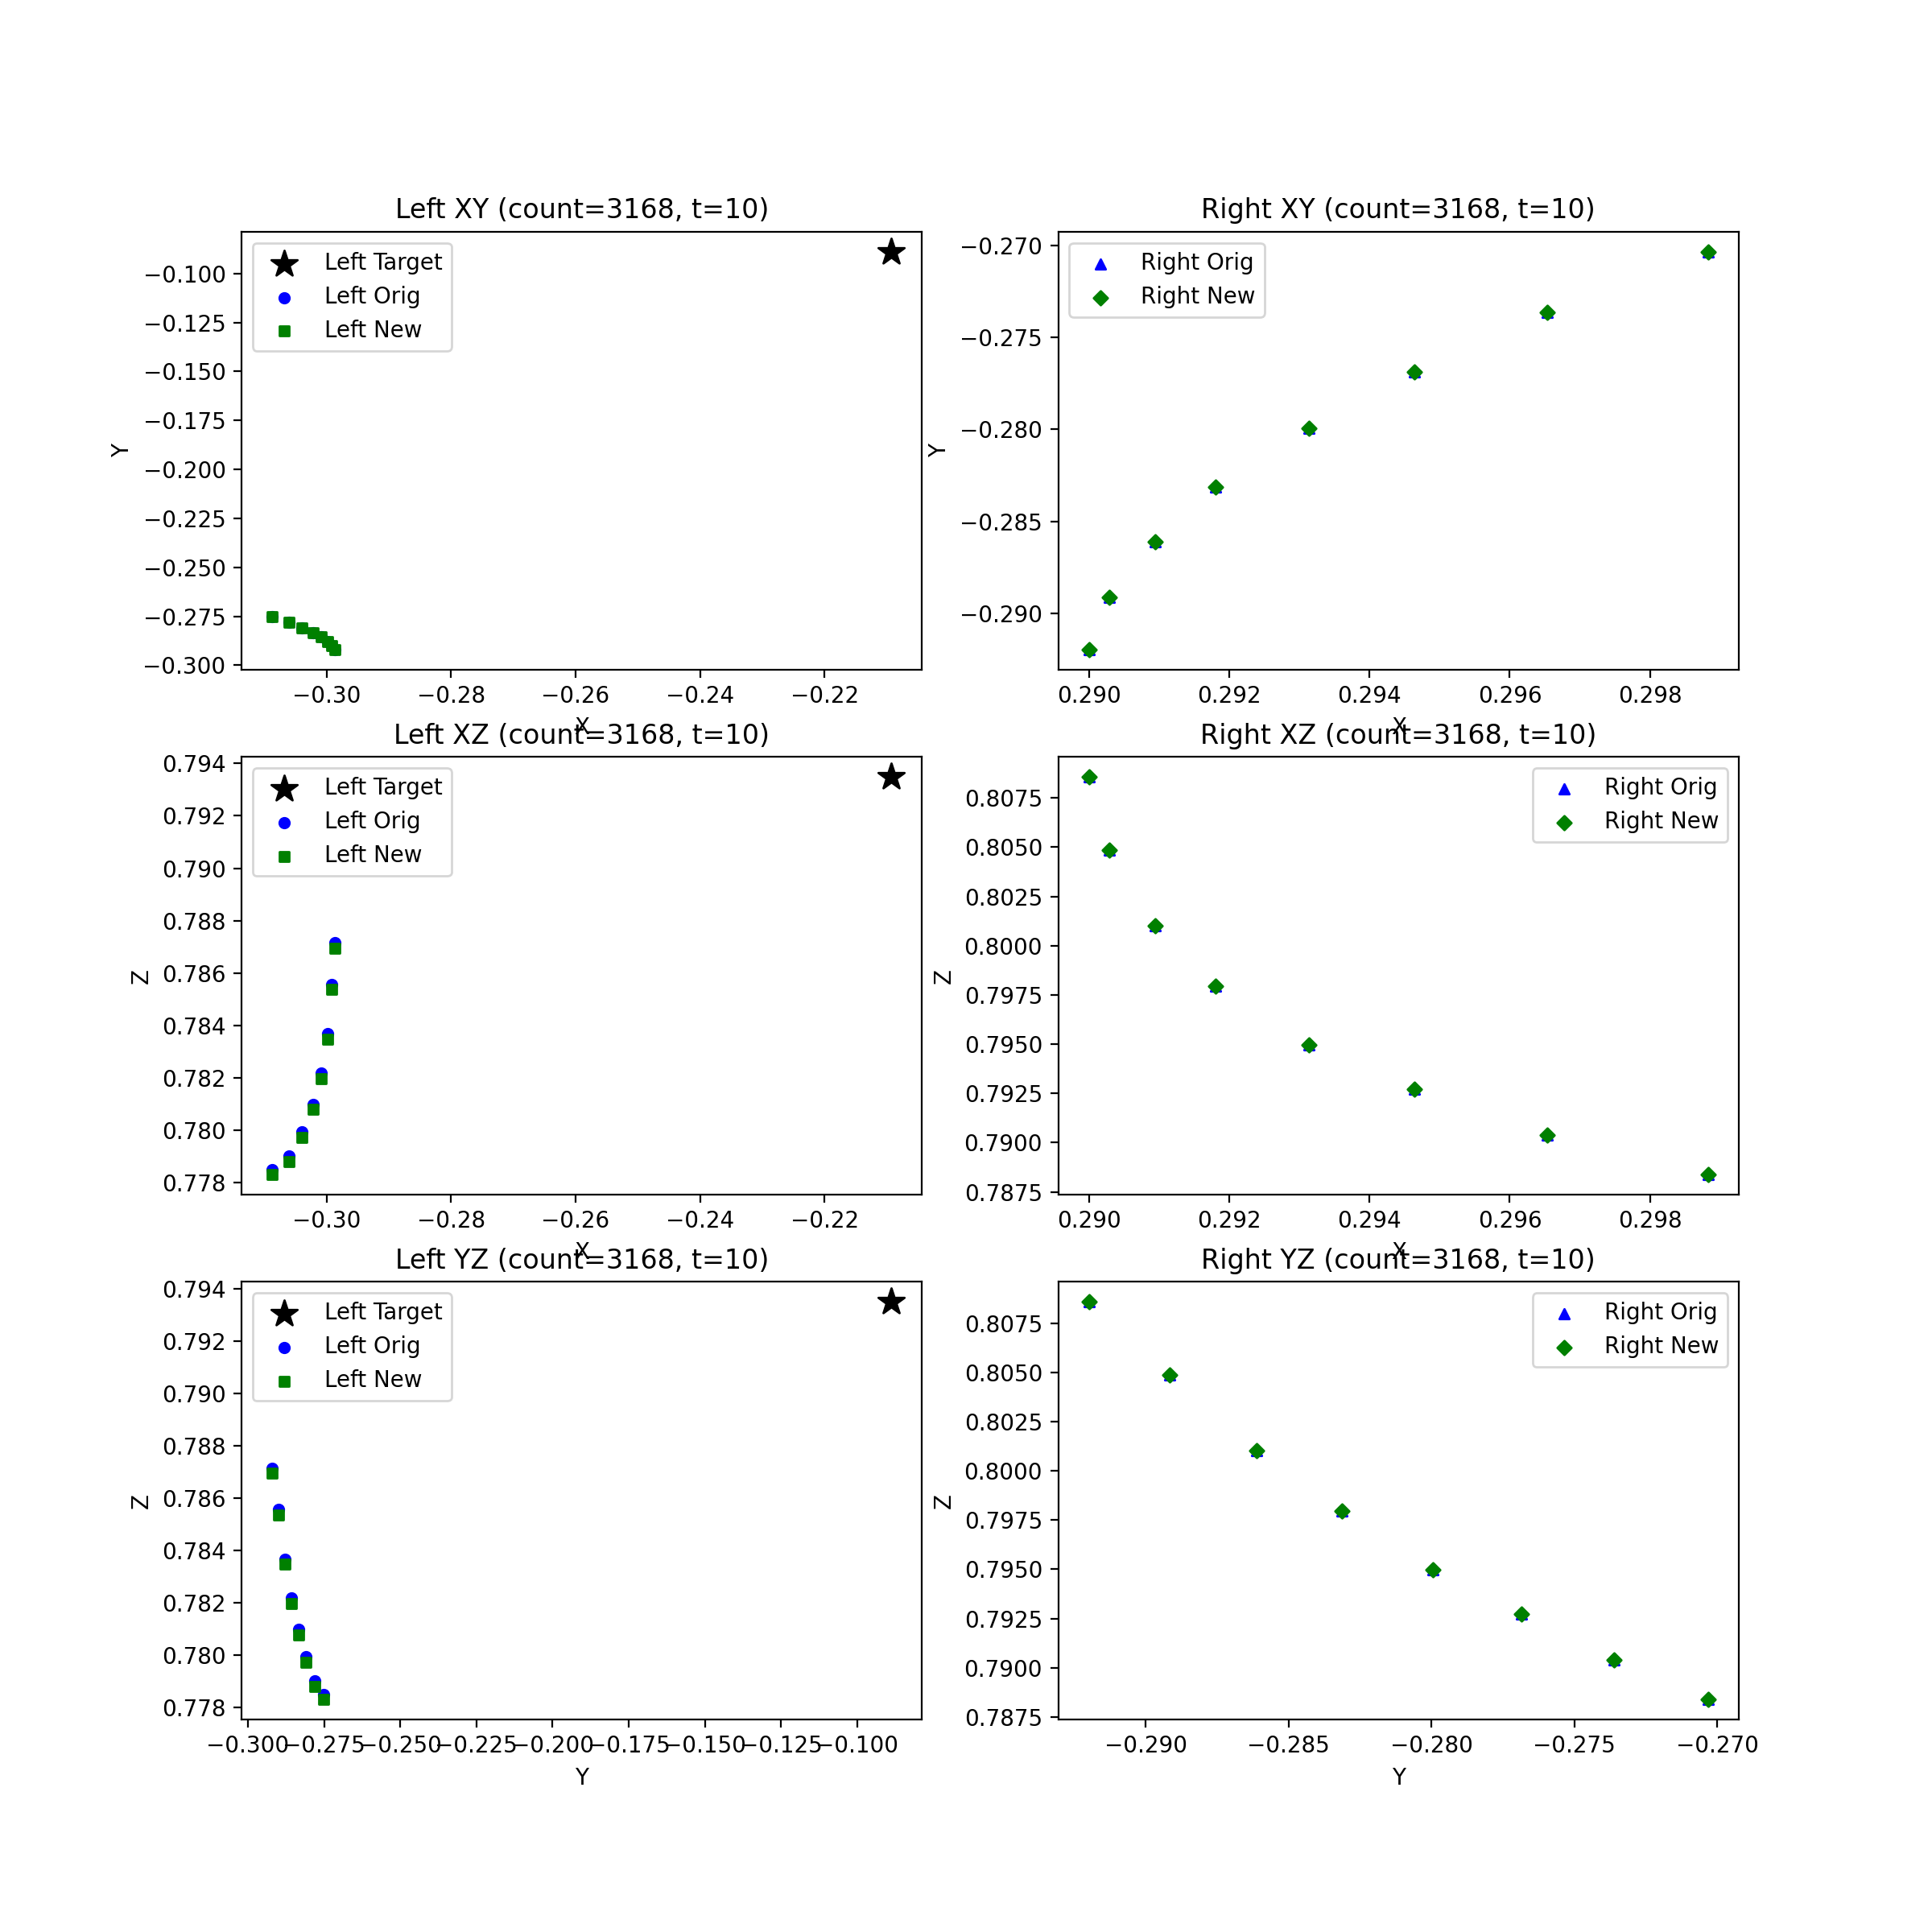 Left XY (count=3168, t=10)
Left Target
Left Orig
Left New
−0.100
−0.125
−0.150
−0.175
−0.200
−0.225
−0.250
−0.275
−0.300
Y
−0.30 −0.28 −0.26 −0.24 −0.22
X
Right XY (count=3168, t=10)
Right Orig
Right New
−0.270
−0.275
−0.280
−0.285
−0.290
Y
0.290 0.292 0.294 0.296 0.298
X
Left XZ (count=3168, t=10)
Left Target
Left Orig
Left New
0.794
0.792
0.790
0.788
0.786
0.784
0.782
0.780
0.778
Z
−0.30 −0.28 −0.26 −0.24 −0.22
X
Right XZ (count=3168, t=10)
Right Orig
Right New
0.8075
0.8050
0.8025
0.8000
0.7975
0.7950
0.7925
0.7900
0.7875
Z
0.290 0.292 0.294 0.296 0.298
X
Left YZ (count=3168, t=10)
Left Target
Left Orig
Left New
0.794
0.792
0.790
0.788
0.786
0.784
0.782
0.780
0.778
Z
−0.300 −0.275 −0.250 −0.225 −0.200 −0.175 −0.150 −0.125 −0.100
Y
Right YZ (count=3168, t=10)
Right Orig
Right New
0.8075
0.8050
0.8025
0.8000
0.7975
0.7950
0.7925
0.7900
0.7875
Z
−0.290 −0.285 −0.280 −0.275 −0.270
Y